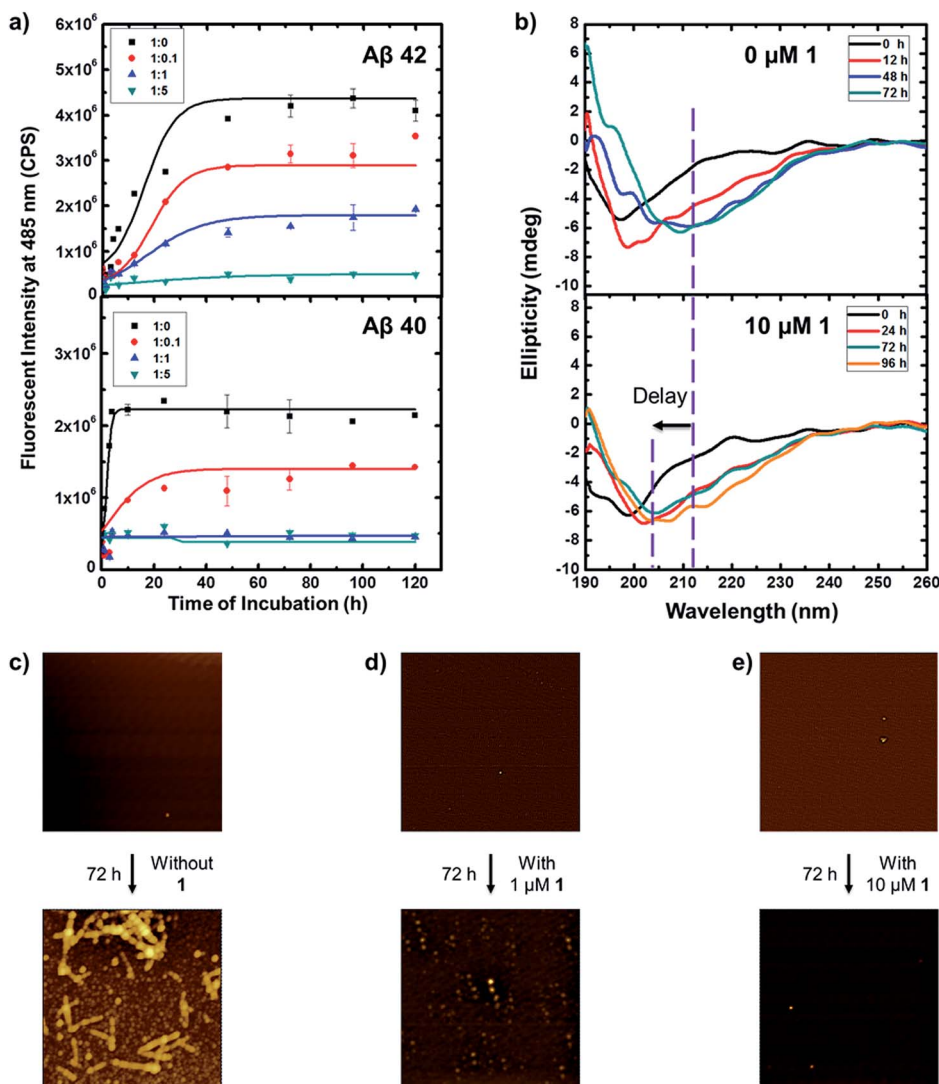 a)
Fluorescent Intensity at 485 nm (CPS)
6x10⁶
5x10⁶
4x10⁶
3x10⁶
2x10⁶
1x10⁶
0
1:0
1:0.1
1:1
1:5
Aβ 42
3x10⁶
2x10⁶
1x10⁶
0
1:0
1:0.1
1:1
1:5
Aβ 40
0 20 40 60 80 100 120
Time of Incubation (h)
b)
Ellipticity (mdeg)
8
6
4
2
0
-2
-4
-6
-8
-10
0 µM 1
0 h
12 h
48 h
72 h
8
6
4
2
0
-2
-4
-6
-8
-10
10 µM 1
0 h
24 h
72 h
96 h
Delay
190 200 210 220 230 240 250 260
Wavelength (nm)
c)
72 h Without
1
d)
72 h With
1 µM 1
e)
72 h With
10 µM 1